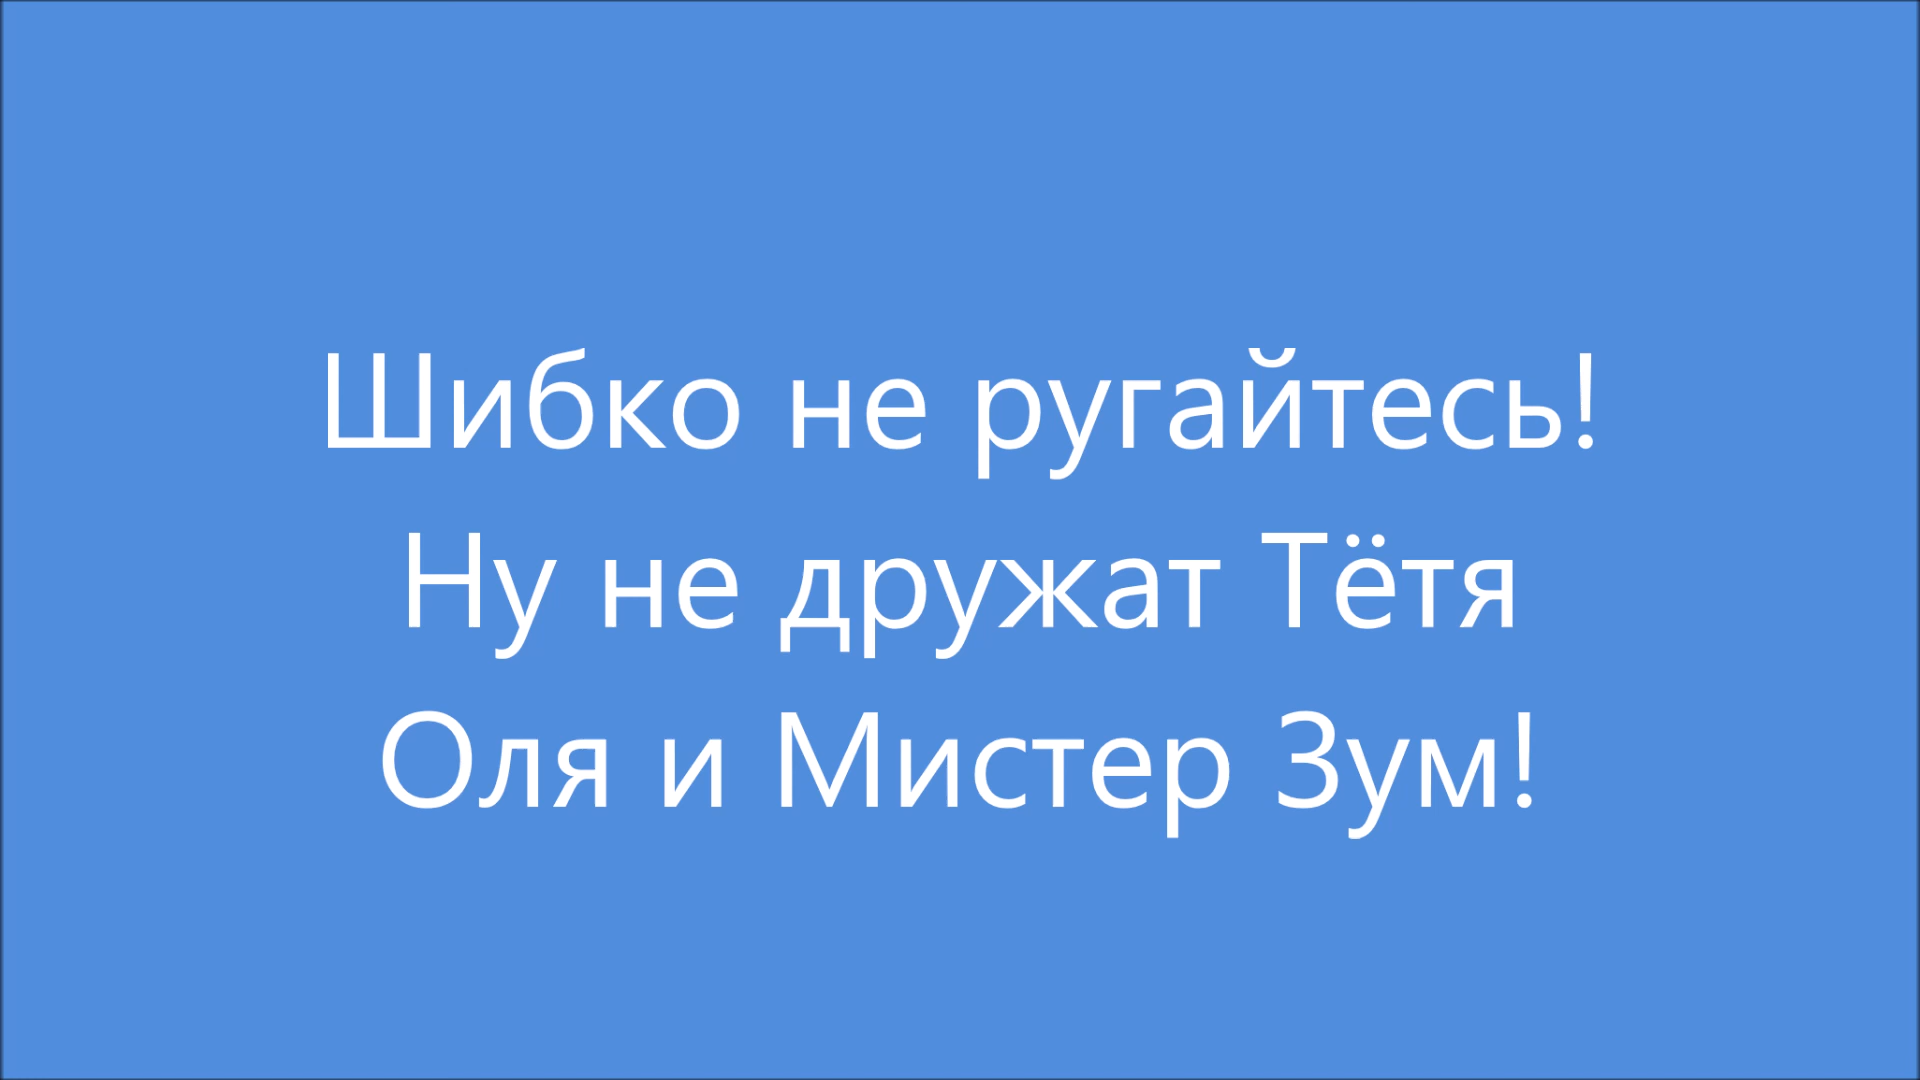 Шибко не ругайтесь!
Ну не дружат Тётя
Оля и Мистер Зум!